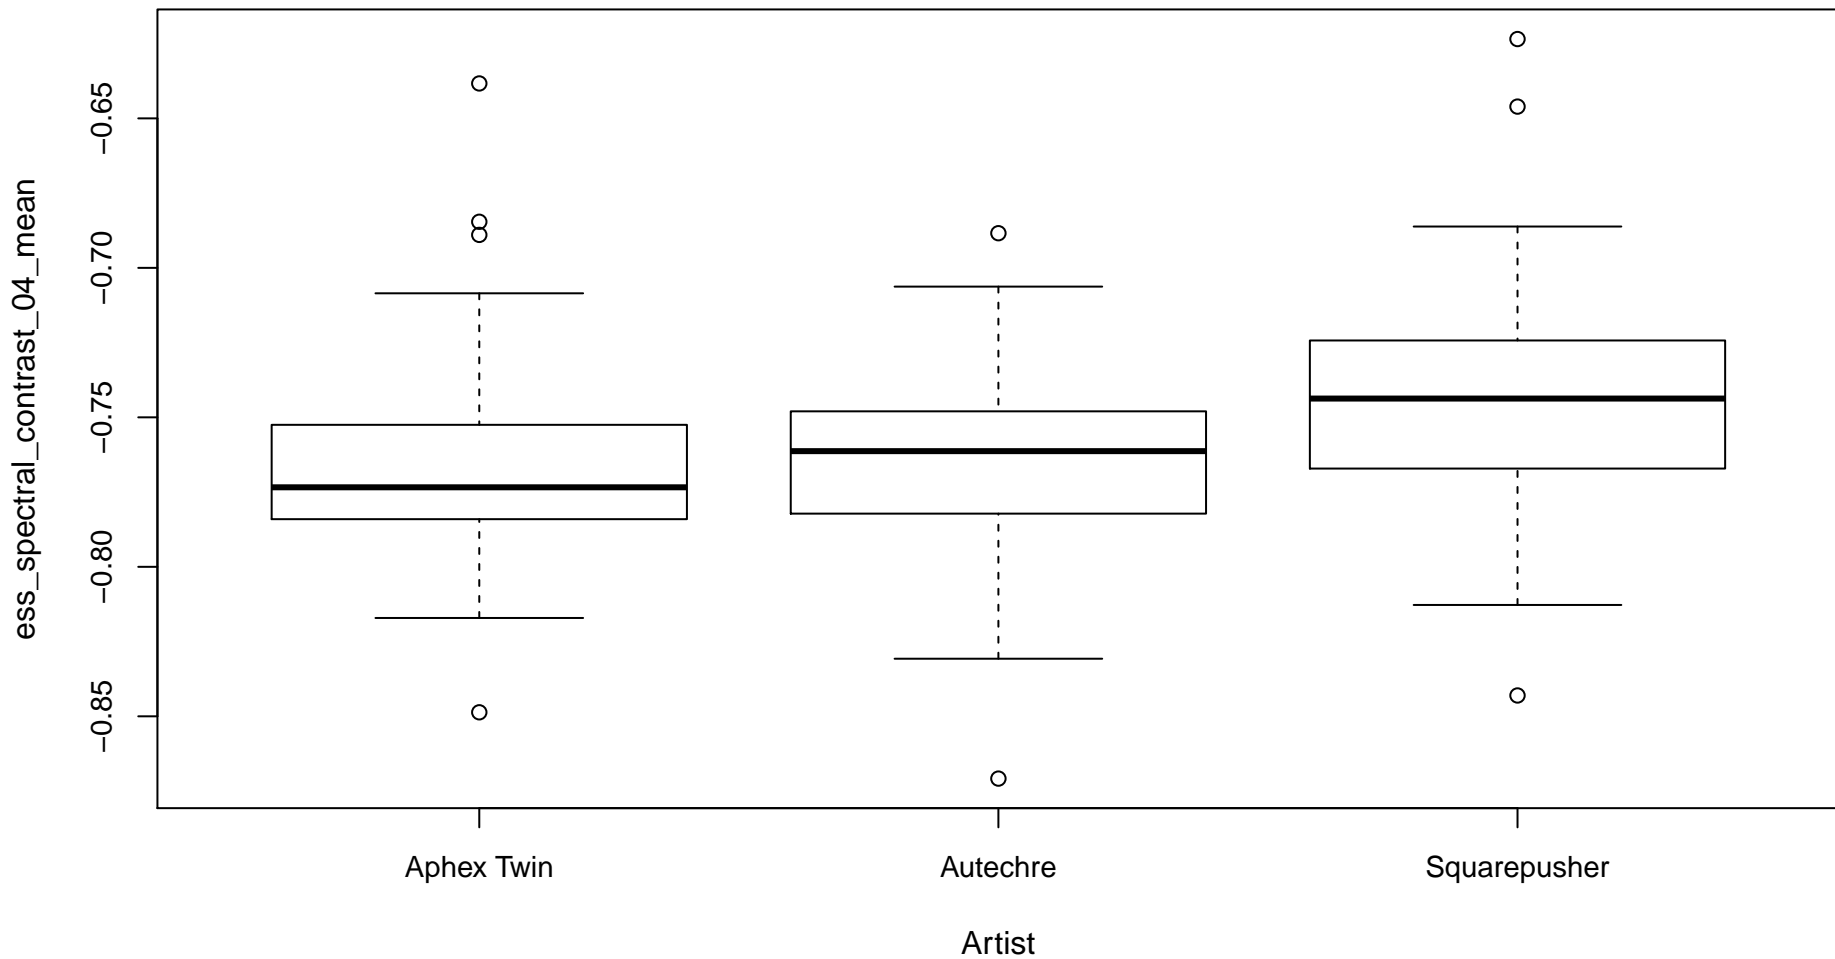 ess_spectral_contrast_04_mean
−0.65
−0.70
−0.75
−0.80
−0.85
Aphex Twin
Autechre
Squarepusher
Artist